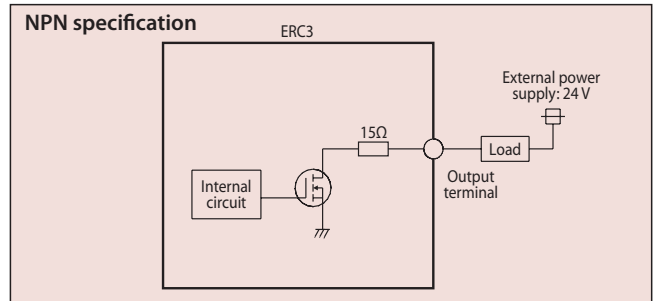 NPN specification
ERC3
External power
supply: 24 V
15Ω
Load
Output
terminal
Internal
circuit